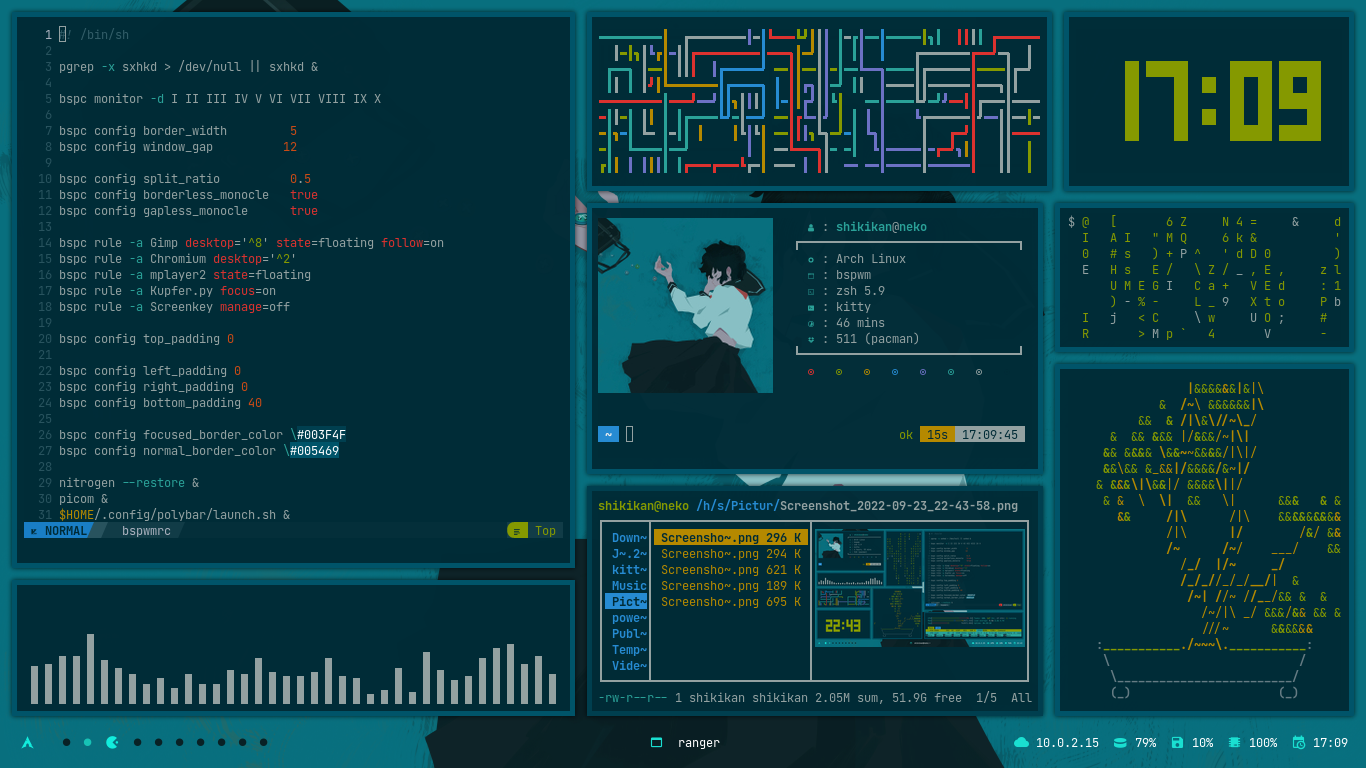 1 #! /bin/sh
2
3 pgrep -x sxhkd > /dev/null || sxhkd &
4
5 bspc monitor -d I II III IV V VI VII VIII IX X
6
7 bspc config border_width 5
8 bspc config window_gap 12
9
10 bspc config split_ratio 0.5
11 bspc config borderless_monocle true
12 bspc config gapless_monocle true
13
14 bspc rule -a Gimp desktop='^8' state=floating follow=on
15 bspc rule -a Chromium desktop='^2'
16 bspc rule -a mplayer2 state=floating
17 bspc rule -a Kupfer.py focus=on
18 bspc rule -a Screenkey manage=off
19
20 bspc config top_padding 0
21
22 bspc config left_padding 0
23 bspc config right_padding 0
24 bspc config bottom_padding 40
25
26 bspc config focused_border_color \#003F4F
27 bspc config normal_border_color \#005469
28
29 nitrogen --restore &
30 picom &
31 $HOME/.config/polybar/launch.sh &
NORMAL bspwmrc Top
17:09
: shikikan@neko
: Arch Linux
: bspwm
: zsh 5.9
: kitty
: 46 mins
: 511 (pacman)
~ ok 15s 17:09:45
$ @ [ 6 Z N 4 = & d
I A I " M Q 6 k & '
0 # s ) + P ^ ' d D 0 )
E H s E / \ Z / _ , E , z l
U M E G I C a + V E d : 1
) - % - L _ 9 X t o P b
I j < C \ w U O ; #
R > M p ` 4 V -
shikikan@neko /h/s/Pictur/Screenshot_2022-09-23_22-43-58.png
Down~ Screensho~.png 296 K
J~.2~ Screensho~.png 294 K
kitt~ Screensho~.png 621 K
Music Screensho~.png 189 K
Pict~ Screensho~.png 695 K
powe~
Publ~
Temp~
Vide~
22:43
-rw-r--r-- 1 shikikan shikikan 2.05M sum, 51.9G free 1/5 All
ranger
10.0.2.15 79% 10% 100% 17:09